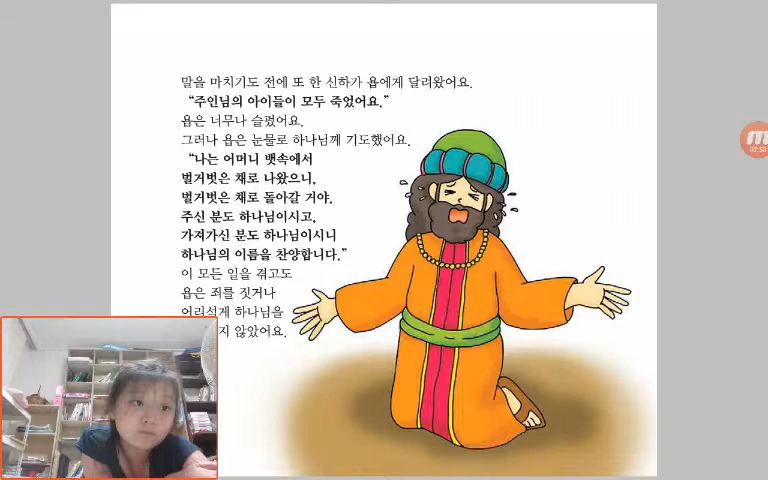 말을 마치기도 전에 또 한 신하가 욥에게 달려왔어요.
“주인님의 아이들이 모두 죽었어요.”
욥은 너무나 슬펐어요.
그러나 욥은 눈물로 하나님께 기도했어요.
“나는 어머니 뱃속에서
벌거벗은 채로 나왔으니,
벌거벗은 채로 돌아갈 거야.
주신 분도 하나님이시고,
가져가신 분도 하나님이시니
하나님의 이름을 찬양합니다.”
이 모든 일을 겪고도
욥은 죄를 짓거나
어리석게 하나님을
않았어요.
07:53